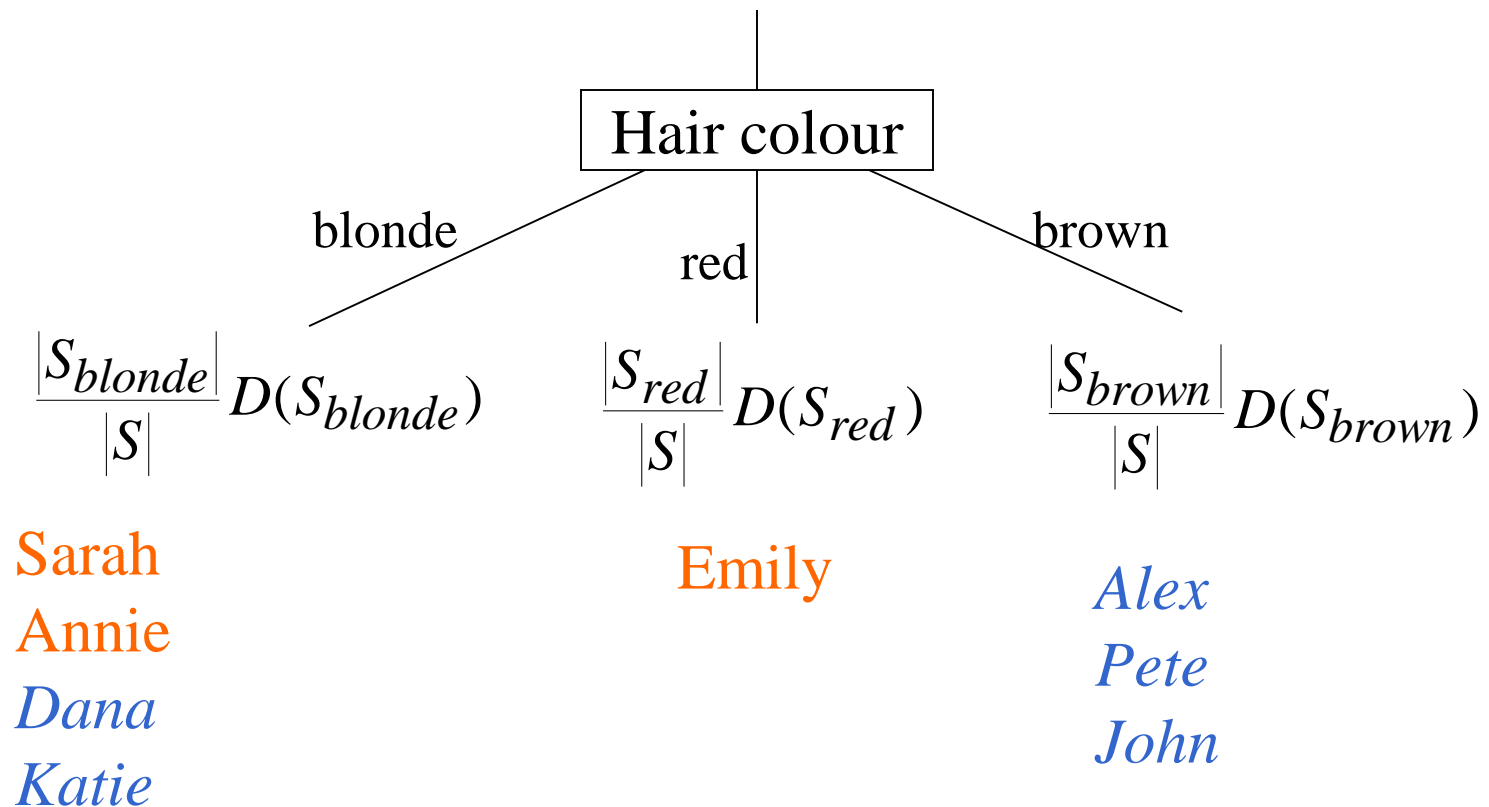 Hair colour
blonde
red
brown
|S_blonde|/|S| D(S_blonde)
|S_red|/|S| D(S_red)
|S_brown|/|S| D(S_brown)
Sarah
Annie
Dana
Katie
Emily
Alex
Pete
John